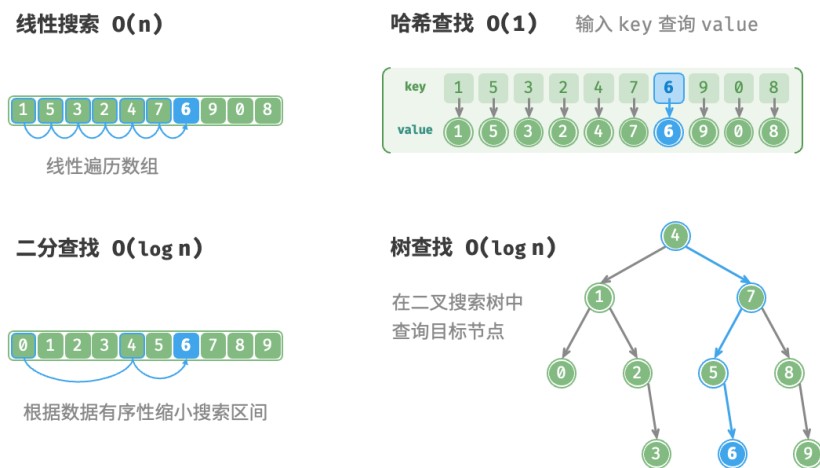 线性搜索 O(n)
1 5 3 2 4 7 6 9 0 8
线性遍历数组
哈希查找 O(1) 输入 key 查询 value
key 1 5 3 2 4 7 6 9 0 8
value 1 5 3 2 4 7 6 9 0 8
二分查找 O(log n)
0 1 2 3 4 5 6 7 8 9
根据数据有序性缩小搜索区间
树查找 O(log n)
在二叉搜索树中
查询目标节点
4
1 7
0 2 5 8
3 6 9